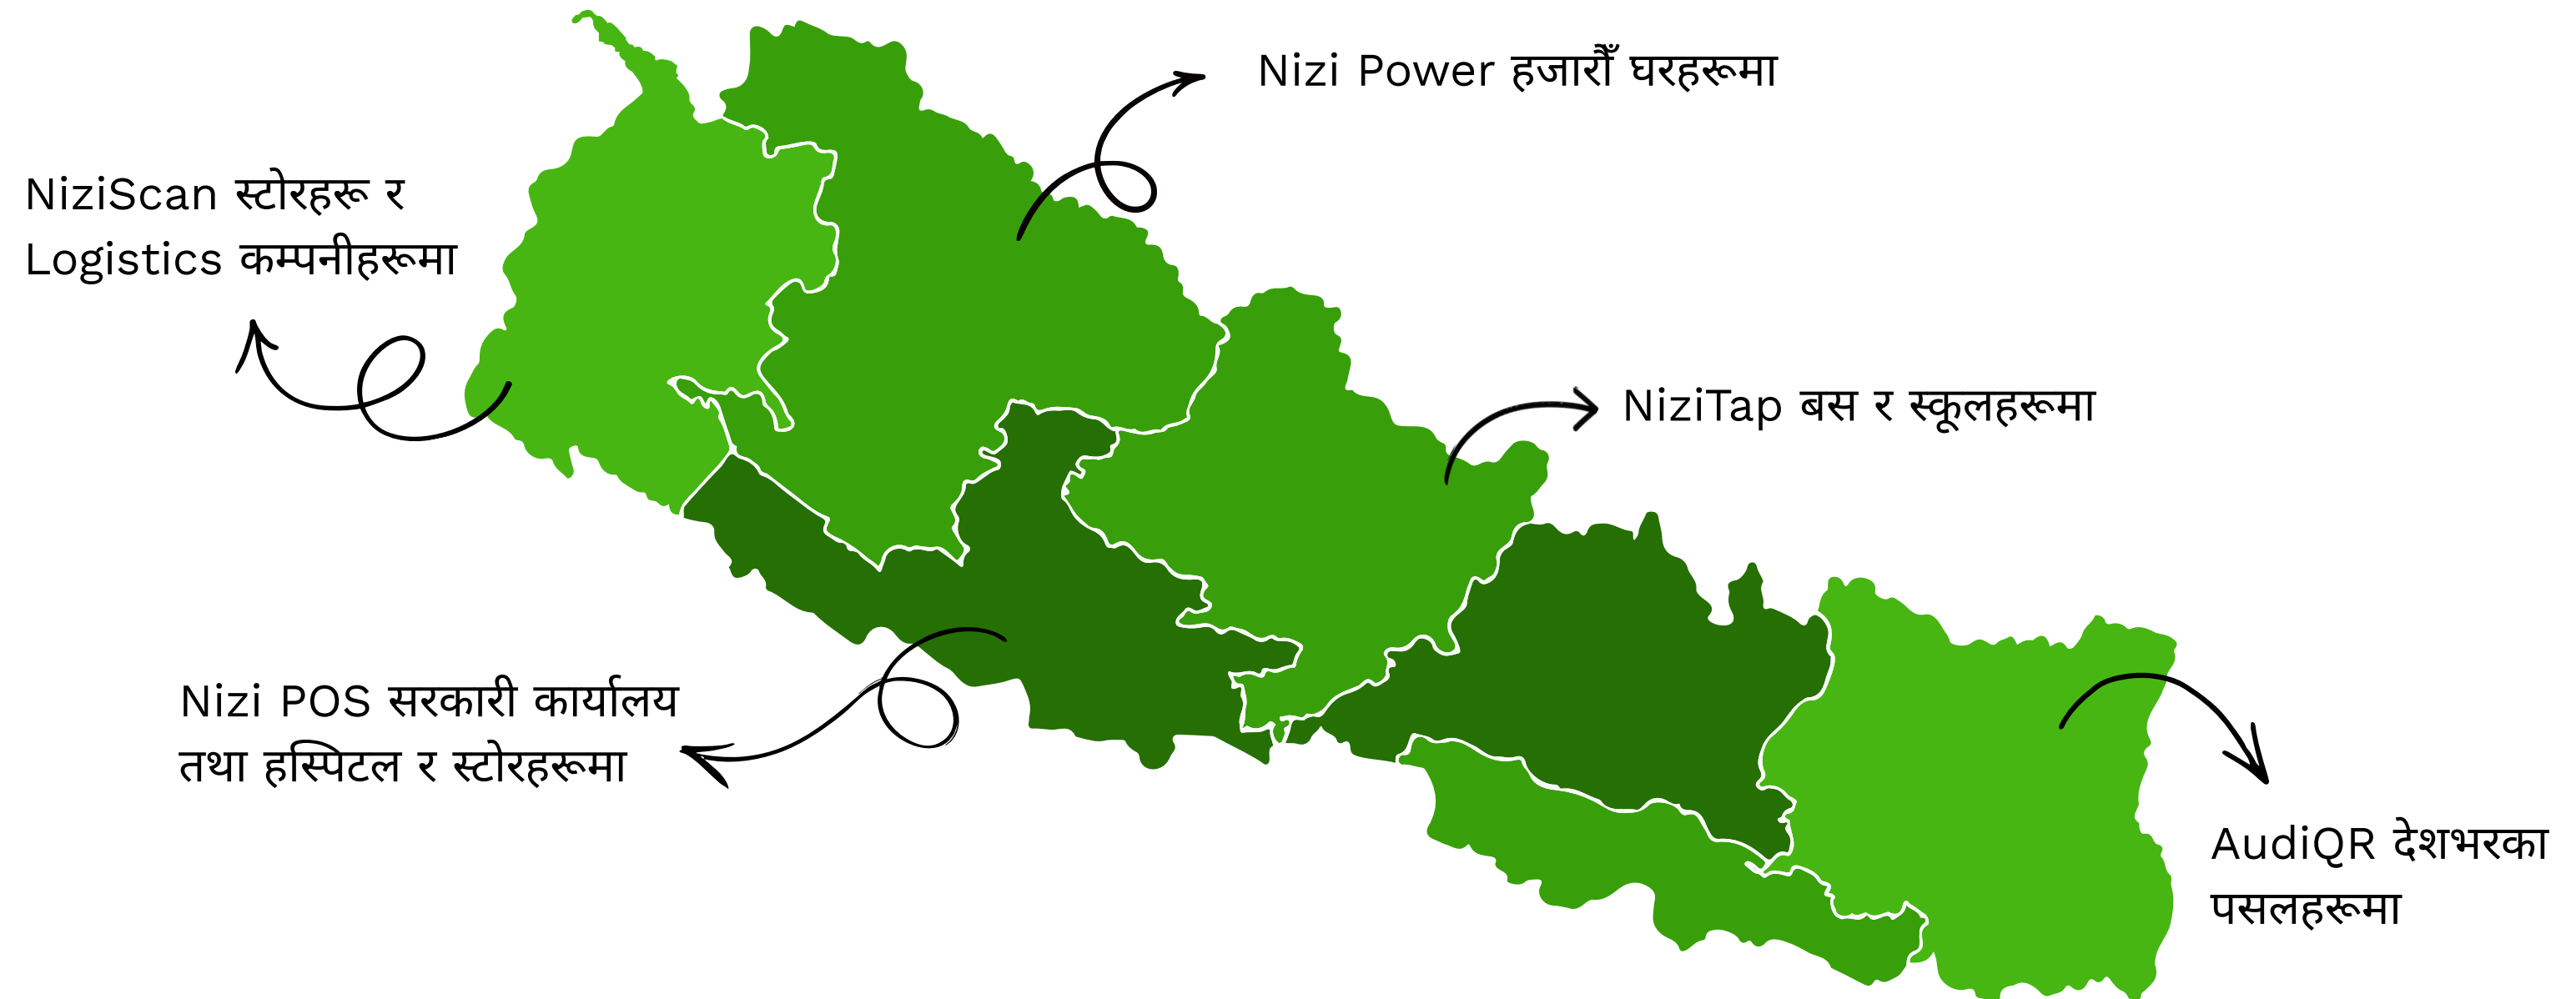 Nizi Power हजारौँ घरहरूमा
NiziScan स्टोरहरू र
Logistics कम्पनीहरूमा
NiziTap बस र स्कूलहरूमा
Nizi POS सरकारी कार्यालय
तथा हस्पिटल र स्टोरहरूमा
AudiQR देशभरका
पसलहरूमा